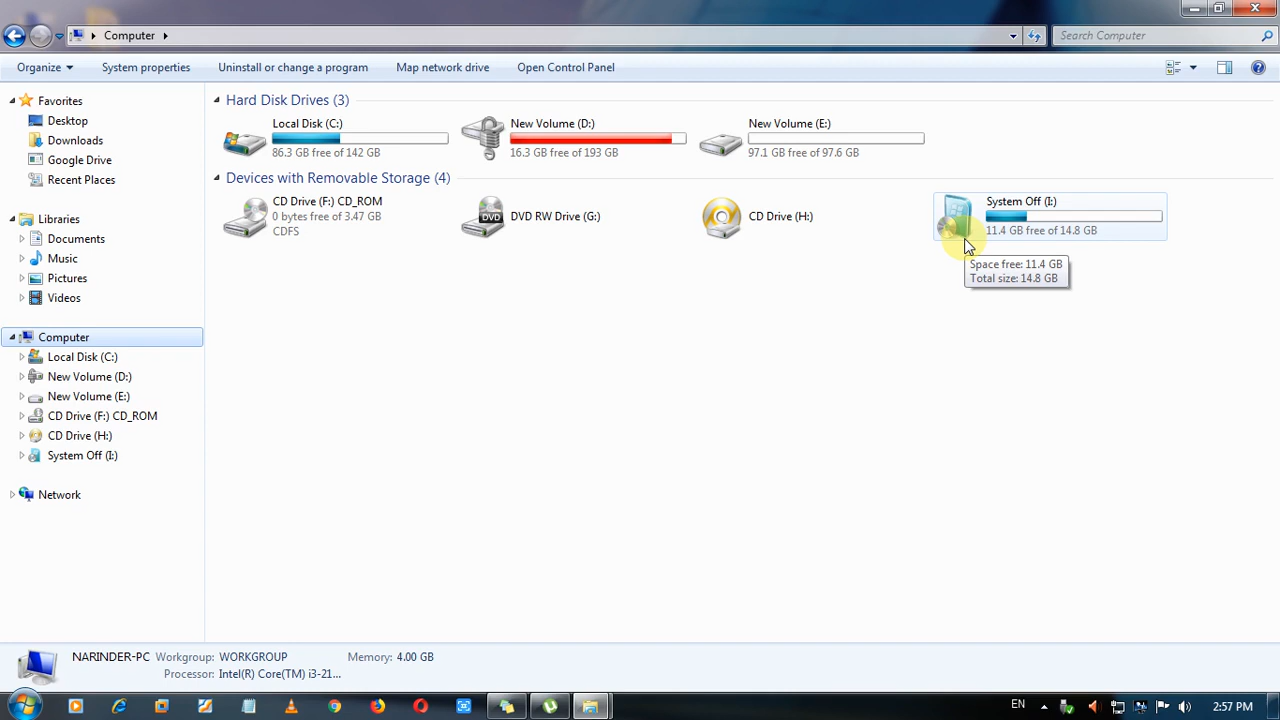 Computer
Search Computer
Organize
System properties
Uninstall or change a program
Map network drive
Open Control Panel
Favorites
Desktop
Downloads
Google Drive
Recent Places
Libraries
Documents
Music
Pictures
Videos
Computer
Local Disk (C:)
New Volume (D:)
New Volume (E:)
CD Drive (F:) CD_ROM
CD Drive (H:)
System Off (I:)
Network
Hard Disk Drives (3)
Local Disk (C:)
86.3 GB free of 142 GB
New Volume (D:)
16.3 GB free of 193 GB
New Volume (E:)
97.1 GB free of 97.6 GB
Devices with Removable Storage (4)
CD Drive (F:) CD_ROM
0 bytes free of 3.47 GB
CDFS
DVD
DVD RW Drive (G:)
CD Drive (H:)
System Off (I:)
11.4 GB free of 14.8 GB
Space free: 11.4 GB
Total size: 14.8 GB
NARINDER-PC Workgroup: WORKGROUP Memory: 4.00 GB
Processor: Intel(R) Core(TM) i3-21...
EN
2:57 PM